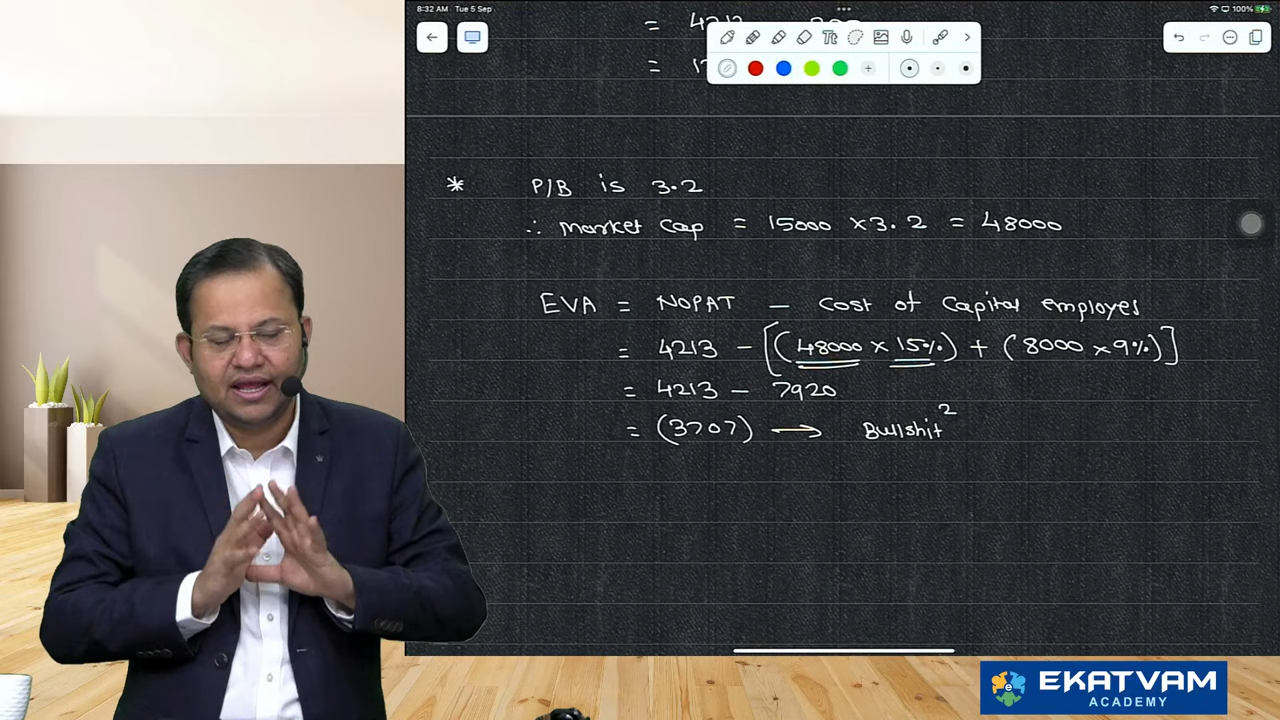 8:32 AM Tue 5 Sep
100%
=
=
Tt
* P/B is 3.2
∴ market cap = 15000 × 3.2 = 48000
EVA = NOPAT - cost of capital employes
= 4213 - [(48000 × 15%) + (8000 × 9%)]
= 4213 - 7920
= (3707) → Bullshit²
EKATVAM
ACADEMY